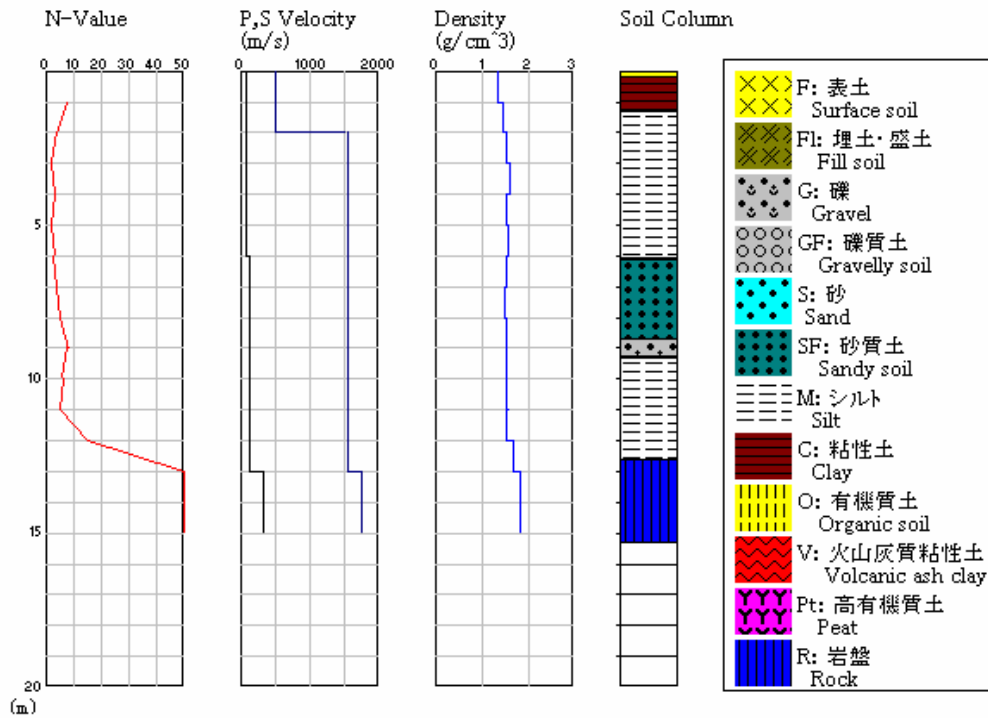 N-Value
0 10 20 30 40 50
5
10
15
20
(m)
P,S Velocity
(m/s)
0 1000 2000
Density
(g/cm^3)
0 1 2 3
Soil Column
F: 表土
Surface soil
Fl: 埋土・盛土
Fill soil
G: 礫
Gravel
GF: 礫質土
Gravelly soil
S: 砂
Sand
SF: 砂質土
Sandy soil
M: シルト
Silt
C: 粘性土
Clay
O: 有機質土
Organic soil
V: 火山灰質粘性土
Volcanic ash clay
Pt: 高有機質土
Peat
R: 岩盤
Rock